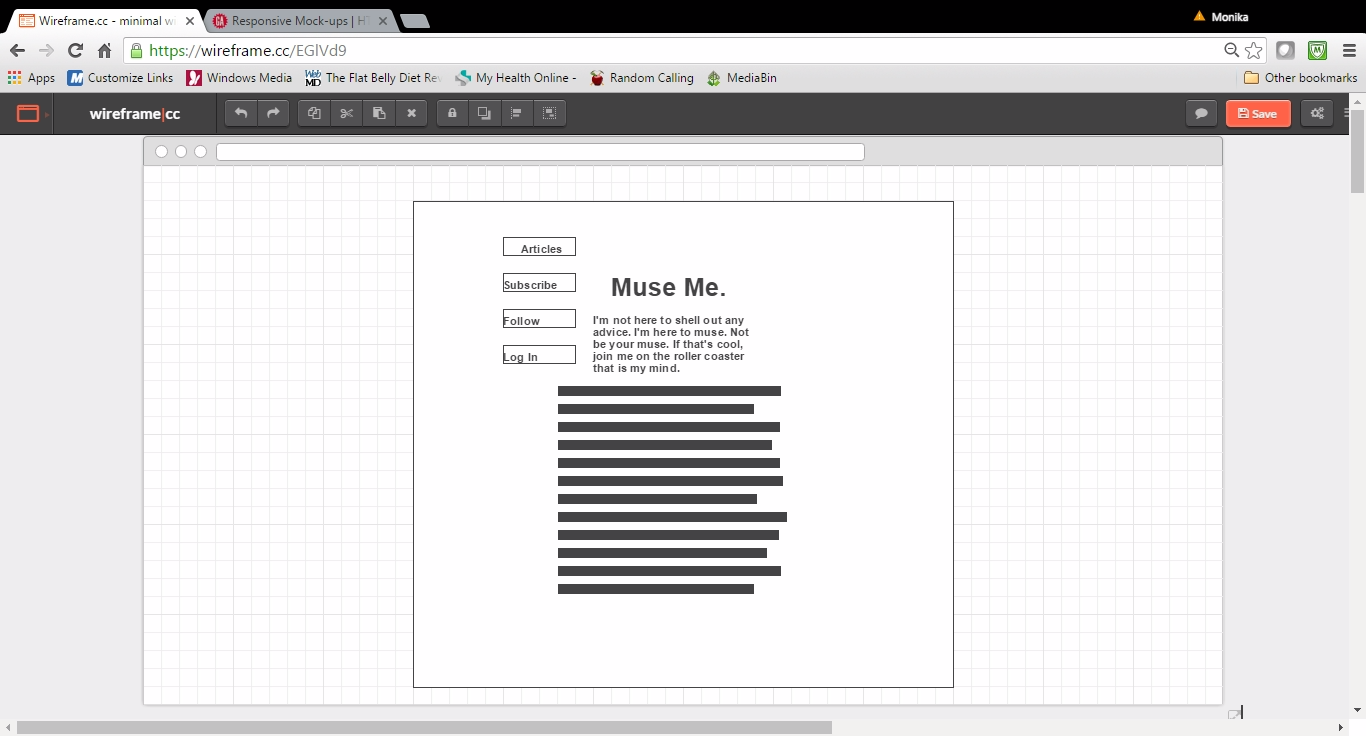 Monika
Wireframe.cc - minimal wi
Responsive Mock-ups | HT
https://wireframe.cc/EGlVd9
Apps
Customize Links
Windows Media
The Flat Belly Diet Re
My Health Online -
Random Calling
MediaBin
Other bookmarks
wireframe|cc
Save
Articles
Subscribe
Follow
Log In
Muse Me.
I'm not here to shell out any
advice. I'm here to muse. Not
be your muse. If that's cool,
join me on the roller coaster
that is my mind.